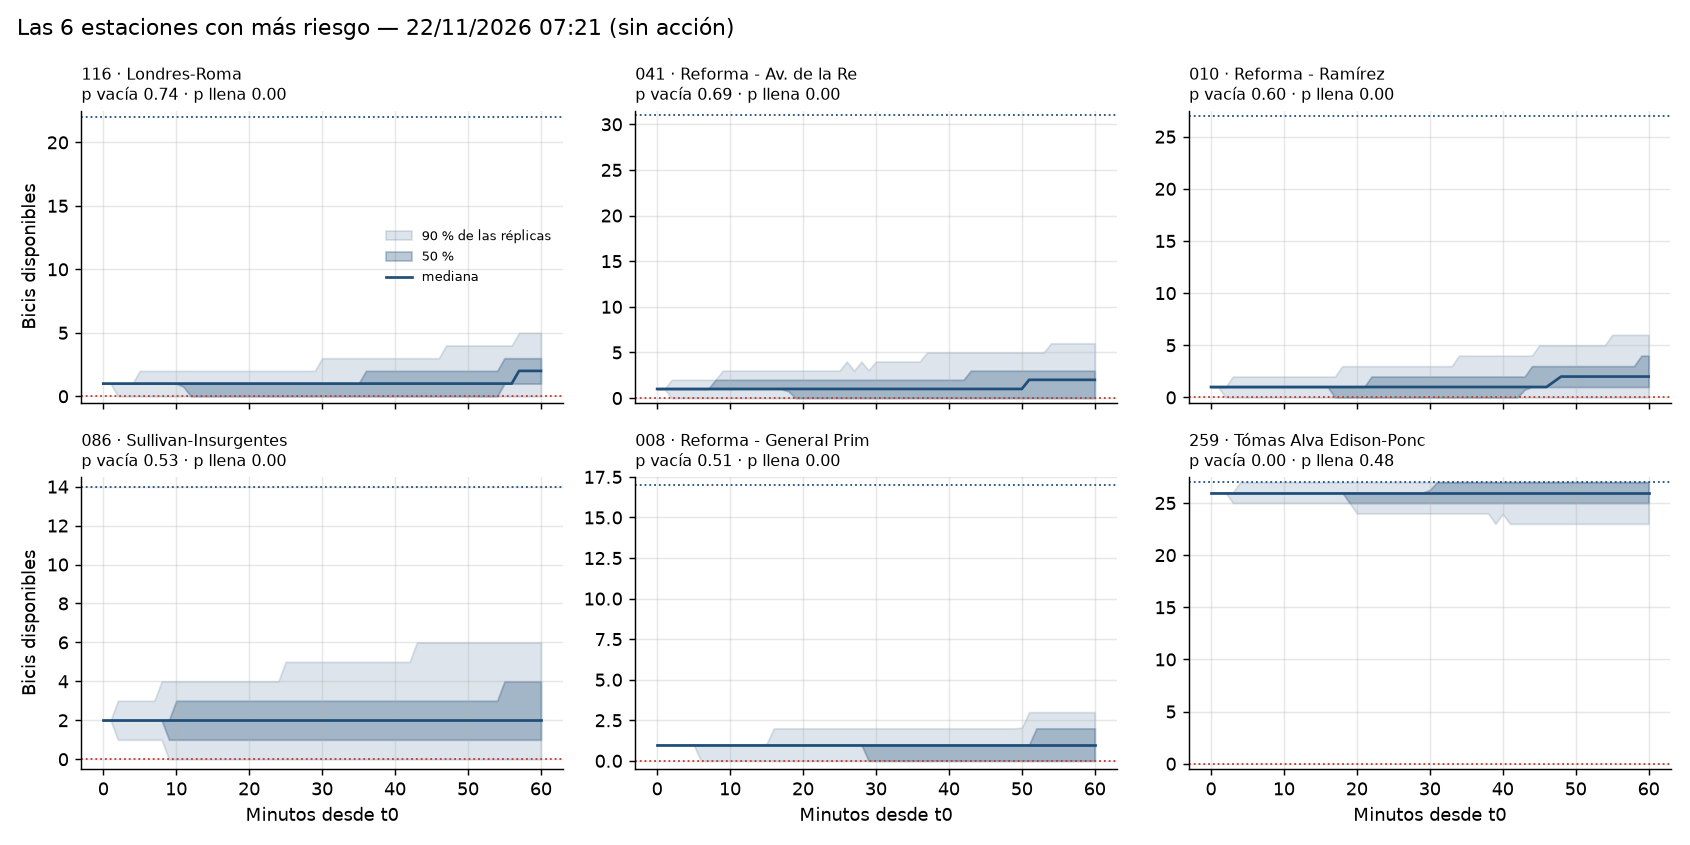 Las 6 estaciones con más riesgo — 22/11/2026 07:21 (sin acción)
116 · Londres-Roma
p vacía 0.74 · p llena 0.00
20
15
10
5
0
Bicis disponibles
90 % de las réplicas
50 %
mediana
041 · Reforma - Av. de la Re
p vacía 0.69 · p llena 0.00
30
25
20
15
10
5
0
010 · Reforma - Ramírez
p vacía 0.60 · p llena 0.00
25
20
15
10
5
0
086 · Sullivan-Insurgentes
p vacía 0.53 · p llena 0.00
14
12
10
8
6
4
2
0
Bicis disponibles
0 10 20 30 40 50 60
Minutos desde t0
008 · Reforma - General Prim
p vacía 0.51 · p llena 0.00
17.5
15.0
12.5
10.0
7.5
5.0
2.5
0.0
0 10 20 30 40 50 60
Minutos desde t0
259 · Tómas Alva Edison-Ponc
p vacía 0.00 · p llena 0.48
25
20
15
10
5
0
0 10 20 30 40 50 60
Minutos desde t0